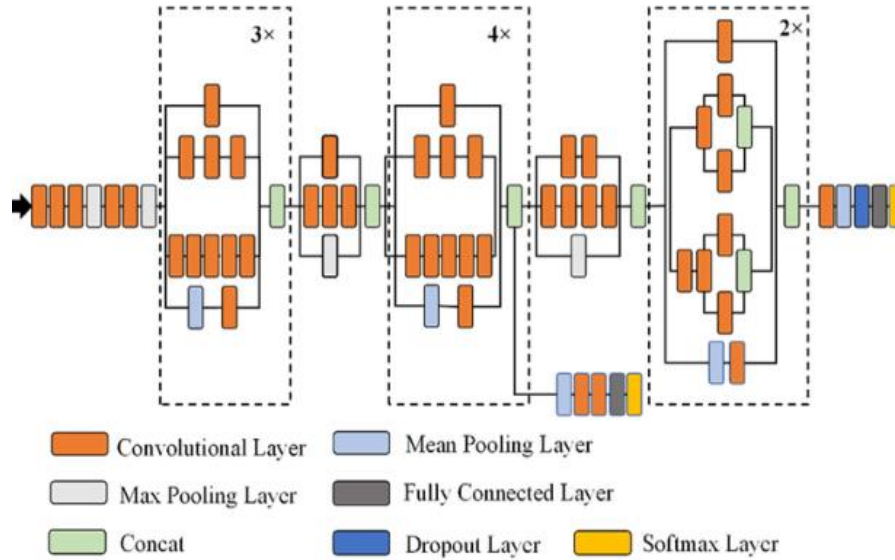 3×
4×
2×
Convolutional Layer
Mean Pooling Layer
Max Pooling Layer
Fully Connected Layer
Concat
Dropout Layer
Softmax Layer